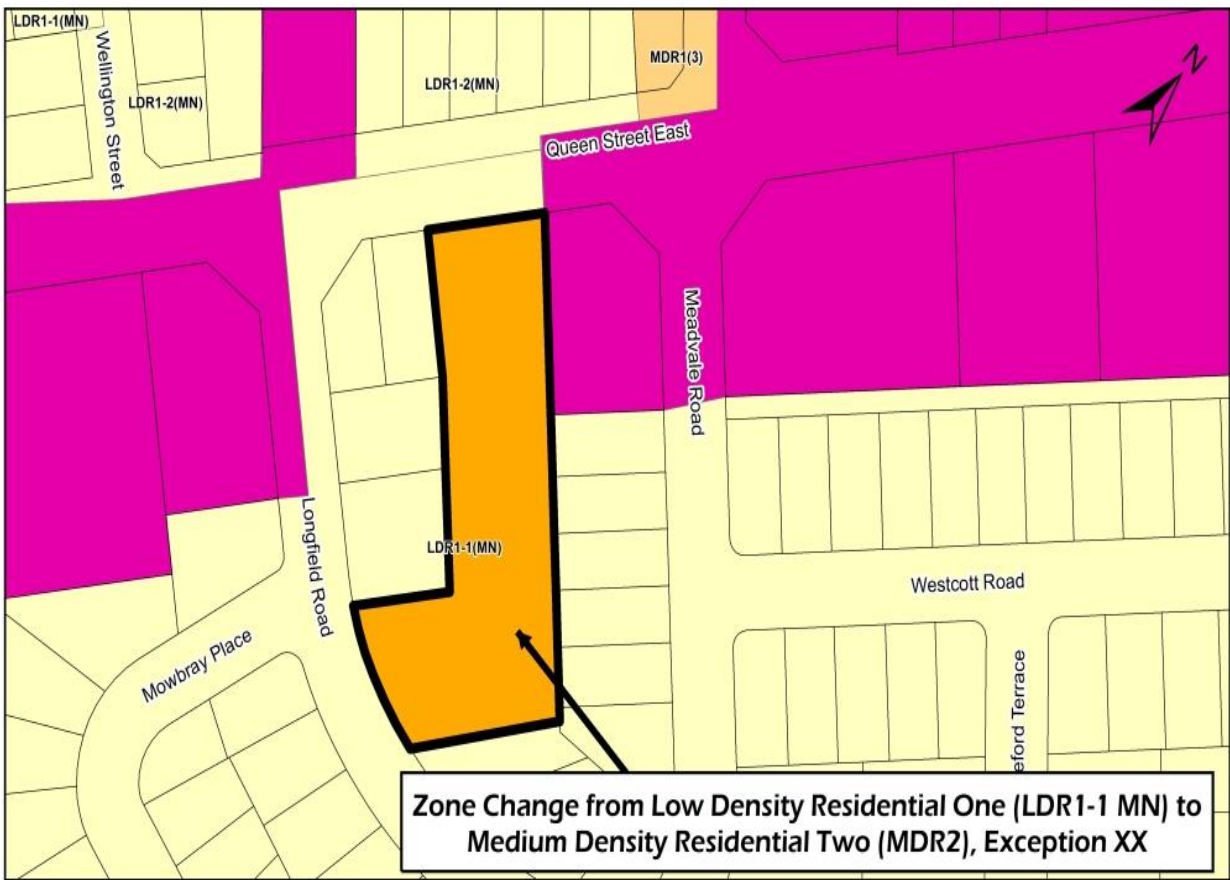 LDR1-1(MN)
Wellington Street
LDR1-2(MN)
LDR1-2(MN)
MDR1(3)
N
Queen Street East
Meadvale Road
LDR1-1(MN)
Longfield Road
Westcott Road
Mowbray Place
eford Terrace
Zone Change from Low Density Residential One (LDR1-1 MN) to
Medium Density Residential Two (MDR2), Exception XX